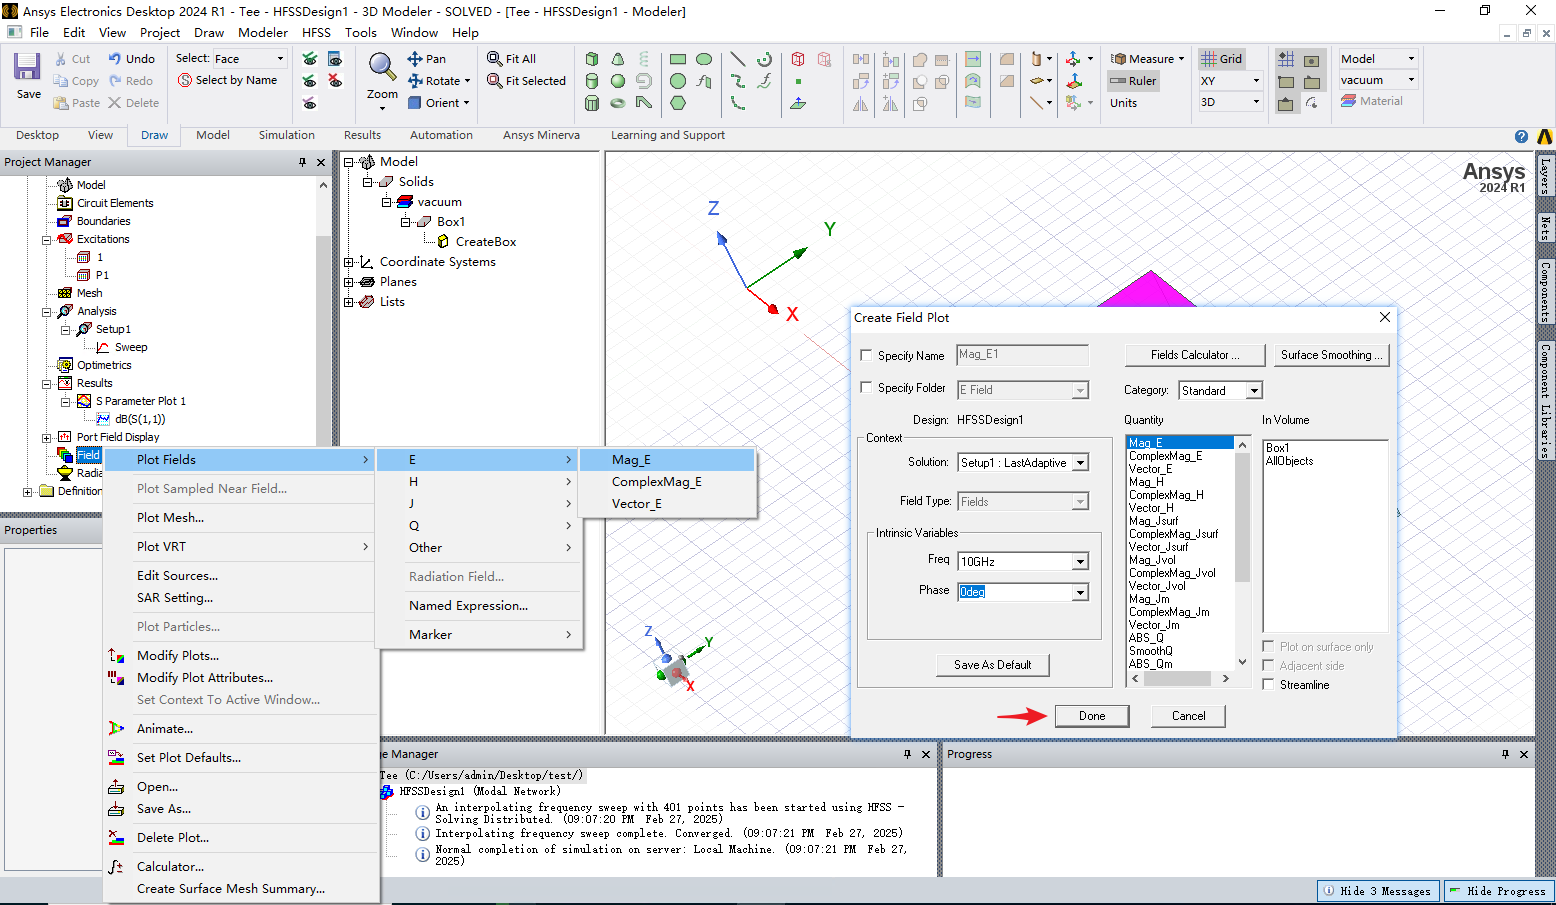 Ansys Electronics Desktop 2024 R1 - Tee - HFSSDesign1 - 3D Modeler - SOLVED - [Tee - HFSSDesign1 - Modeler]
File Edit View Project Draw Modeler HFSS Tools Window Help
Save
Cut
Copy
Paste
Undo
Redo
Delete
Select: Face
Select by Name
Zoom
Pan
Rotate
Orient
Fit All
Fit Selected
Measure
Ruler
Units
Grid
XY
3D
Model
vacuum
Material
Desktop View Draw Model Simulation Results Automation Ansys Minerva Learning and Support
Project Manager
Model
Circuit Elements
Boundaries
Excitations
1
P1
Mesh
Analysis
Setup1
Sweep
Optimetrics
Results
S Parameter Plot 1
dB(S(1,1))
Port Field Display
Field
Radia
Definition
Properties
Model
Solids
vacuum
Box1
CreateBox
Coordinate Systems
Planes
Lists
Z
Y
X
Ansys
2024 R1
Z
Y
X
Layers
Nets
Components
Component Libraries
Plot Fields
Plot Sampled Near Field...
Plot Mesh...
Plot VRT
Edit Sources...
SAR Setting...
Plot Particles...
Modify Plots...
Modify Plot Attributes...
Set Context To Active Window...
Animate...
Set Plot Defaults...
Open...
Save As...
Delete Plot...
Calculator...
Create Surface Mesh Summary...
E
H
J
Q
Other
Radiation Field...
Named Expression...
Marker
Mag_E
ComplexMag_E
Vector_E
Create Field Plot
Specify Name Mag_E1
Specify Folder E Field
Design: HFSSDesign1
Context
Solution: Setup1 : LastAdaptive
Field Type: Fields
Intrinsic Variables
Freq 10GHz
Phase 0deg
Save As Default
Fields Calculator ...
Surface Smoothing ...
Category: Standard
Quantity
Mag_E
ComplexMag_E
Vector_E
Mag_H
ComplexMag_H
Vector_H
Mag_Jsurf
ComplexMag_Jsurf
Vector_Jsurf
Mag_Jvol
ComplexMag_Jvol
Vector_Jvol
Mag_Jm
ComplexMag_Jm
Vector_Jm
ABS_Q
SmoothQ
ABS_Qm
In Volume
Box1
AllObjects
Plot on surface only
Adjacent side
Streamline
Done
Cancel
ge Manager
Tee (C:/Users/admin/Desktop/test/)
HFSSDesign1 (Modal Network)
An interpolating frequency sweep with 401 points has been started using HFSS -
Solving Distributed. (09:07:20 PM Feb 27, 2025)
Interpolating frequency sweep complete. Converged. (09:07:21 PM Feb 27, 2025)
Normal completion of simulation on server: Local Machine. (09:07:21 PM Feb 27,
2025)
Progress
Hide 3 Messages
Hide Progress